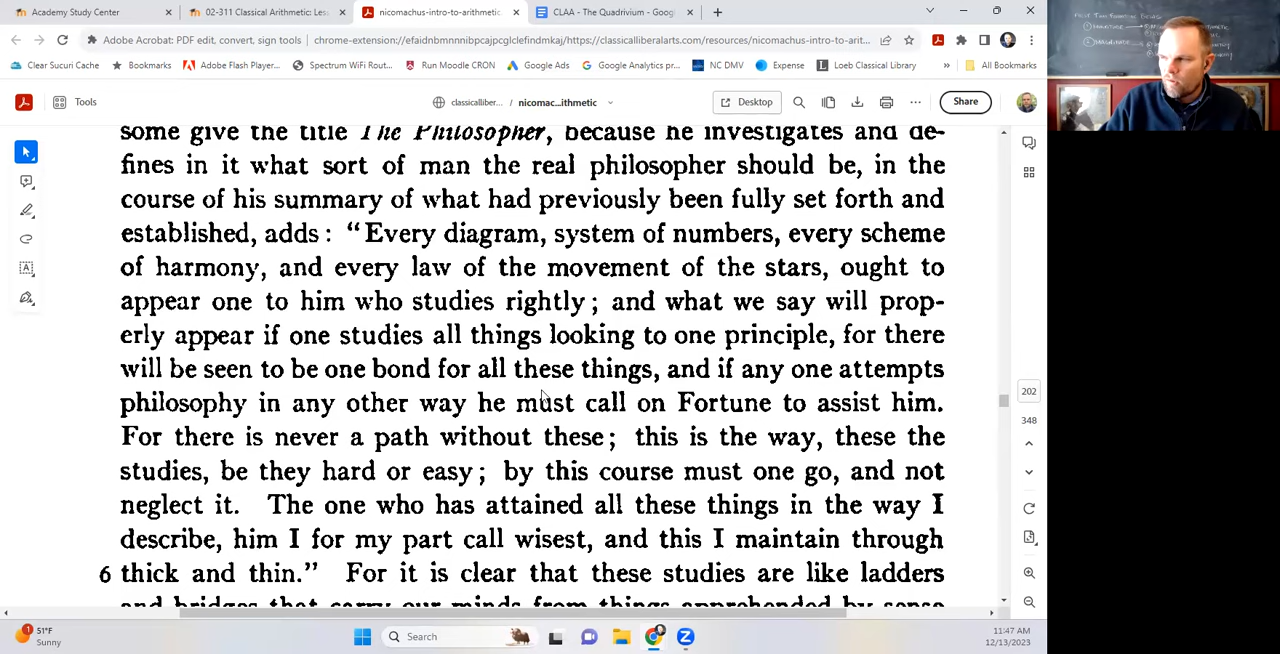 Academy Study Center
02-311 Classical Arithmetic: Les
nicomachus-intro-to-arithmetic
CLAA - The Quadrivium - Goog
Adobe Acrobat: PDF edit, convert, sign tools
chrome-extension://efaidnbmnnnibpcajpcglclefindmkaj/https://classicalliberalarts.com/resources/nicomachus-intro-to-arit...
Clear Sucuri Cache
Bookmarks
Adobe Flash Player...
Spectrum WiFi Rout...
Run Moodle CRON
Google Ads
Google Analytics pr...
NC DMV
Expense
Loeb Classical Library
»
All Bookmarks
Tools
classicalliber... / nicomac...ithmetic
Desktop
Share
some give the title The Philosopher, because he investigates and de-
fines in it what sort of man the real philosopher should be, in the
course of his summary of what had previously been fully set forth and
established, adds : “Every diagram, system of numbers, every scheme
of harmony, and every law of the movement of the stars, ought to
appear one to him who studies rightly ; and what we say will prop-
erly appear if one studies all things looking to one principle, for there
will be seen to be one bond for all these things, and if any one attempts
philosophy in any other way he must call on Fortune to assist him.
For there is never a path without these ; this is the way, these the
studies, be they hard or easy ; by this course must one go, and not
neglect it. The one who has attained all these things in the way I
describe, him I for my part call wisest, and this I maintain through
6 thick and thin.” For it is clear that these studies are like ladders
and bridges that carry our minds from things apprehended by sense
202
348
1
51°F
Sunny
Search
11:47 AM
12/13/2023